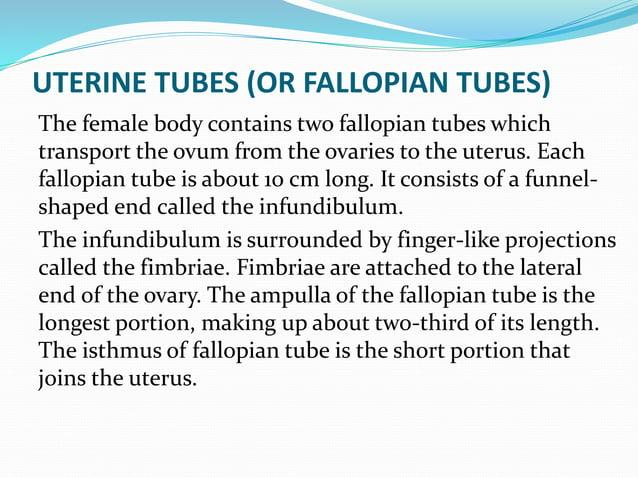 UTERINE TUBES (OR FALLOPIAN TUBES)
The female body contains two fallopian tubes which
transport the ovum from the ovaries to the uterus. Each
fallopian tube is about 10 cm long. It consists of a funnel-
shaped end called the infundibulum.
The infundibulum is surrounded by finger-like projections
called the fimbriae. Fimbriae are attached to the lateral
end of the ovary. The ampulla of the fallopian tube is the
longest portion, making up about two-third of its length.
The isthmus of fallopian tube is the short portion that
joins the uterus.